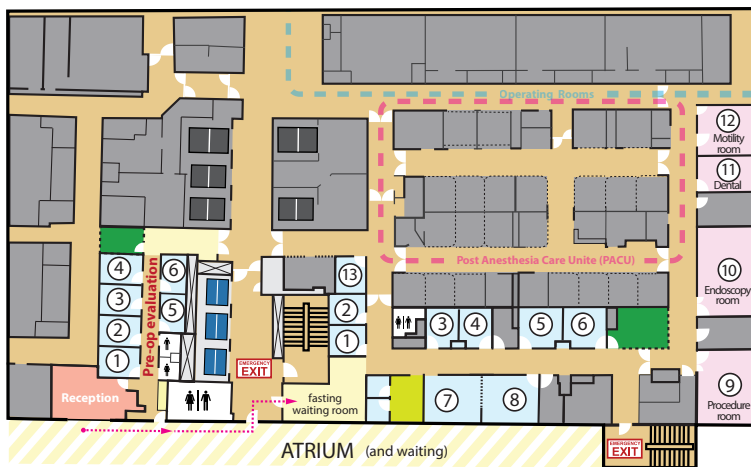 Operating Rooms
12
Motility
room
11
Dental
Post Anesthesia Care Unite (PACU)
10
Endoscopy
room
4
3
2
1
Pre-op evaluation
6
5
13
2
1
3
4
5
6
EMERGENCY
EXIT
Reception
fasting
waiting room
7
8
9
Procedure
room
ATRIUM (and waiting)
EMERGENCY
EXIT